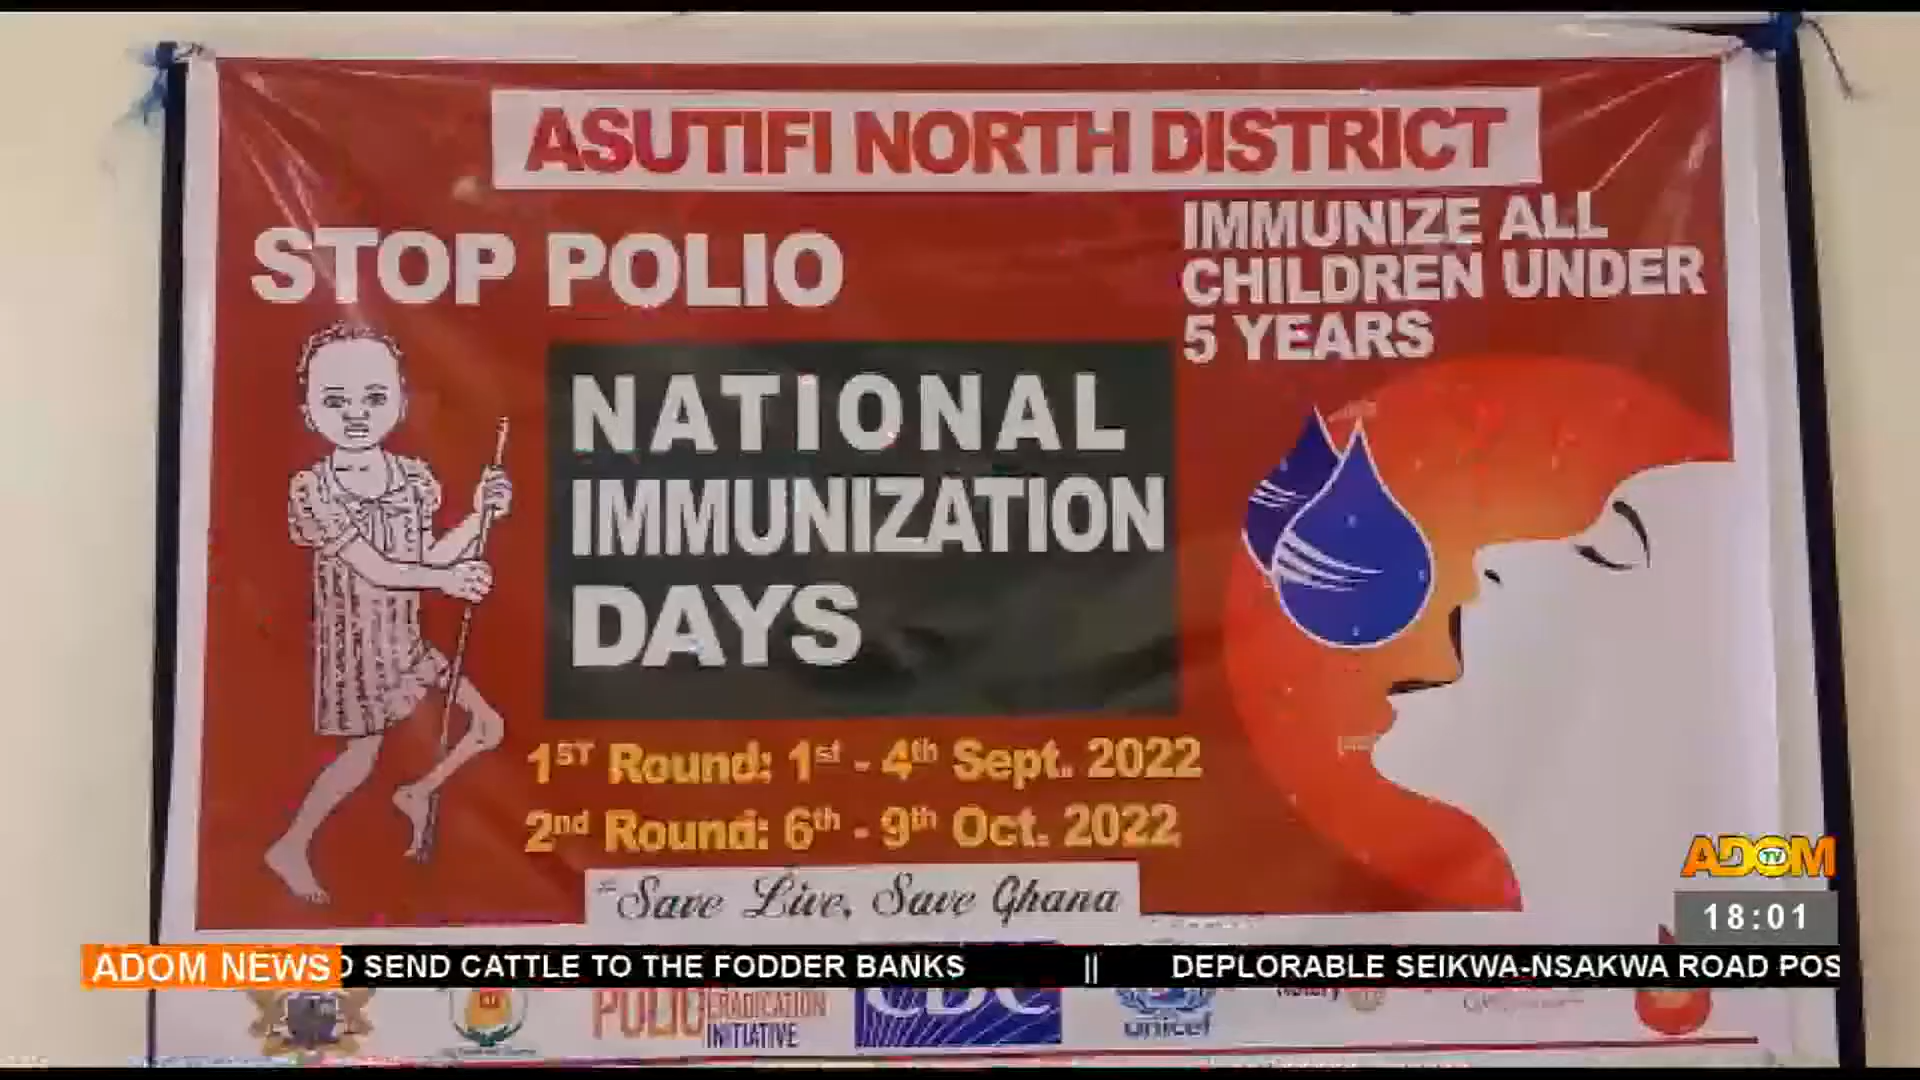 ASUTIFI NORTH DISTRICT
STOP POLIO
IMMUNIZE ALL
CHILDREN UNDER
5 YEARS
NATIONAL
IMMUNIZATION
DAYS
1ST Round: 1st - 4th Sept. 2022
2nd Round: 6th - 9th Oct. 2022
Save Live, Save Ghana
ADOM TV
18:01
ADOM NEWS
O SEND CATTLE TO THE FODDER BANKS || DEPLORABLE SEIKWA-NSAKWA ROAD POS
POLIO ERADICATION
INITIATIVE
CDC
unicef